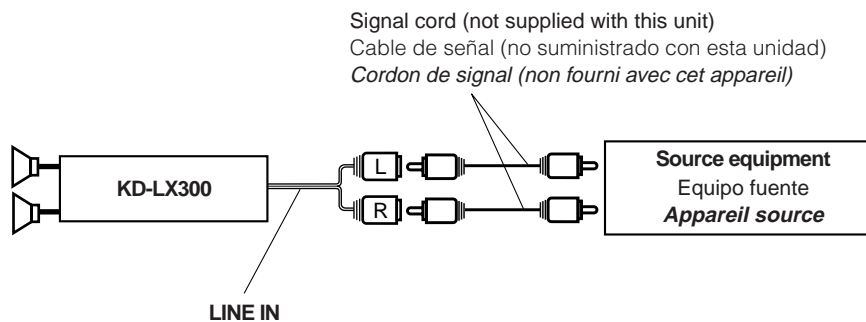 Signal cord (not supplied with this unit)
Cable de señal (no suministrado con esta unidad)
Cordon de signal (non fourni avec cet appareil)
KD-LX300
L
R
Source equipment
Equipo fuente
Appareil source
LINE IN